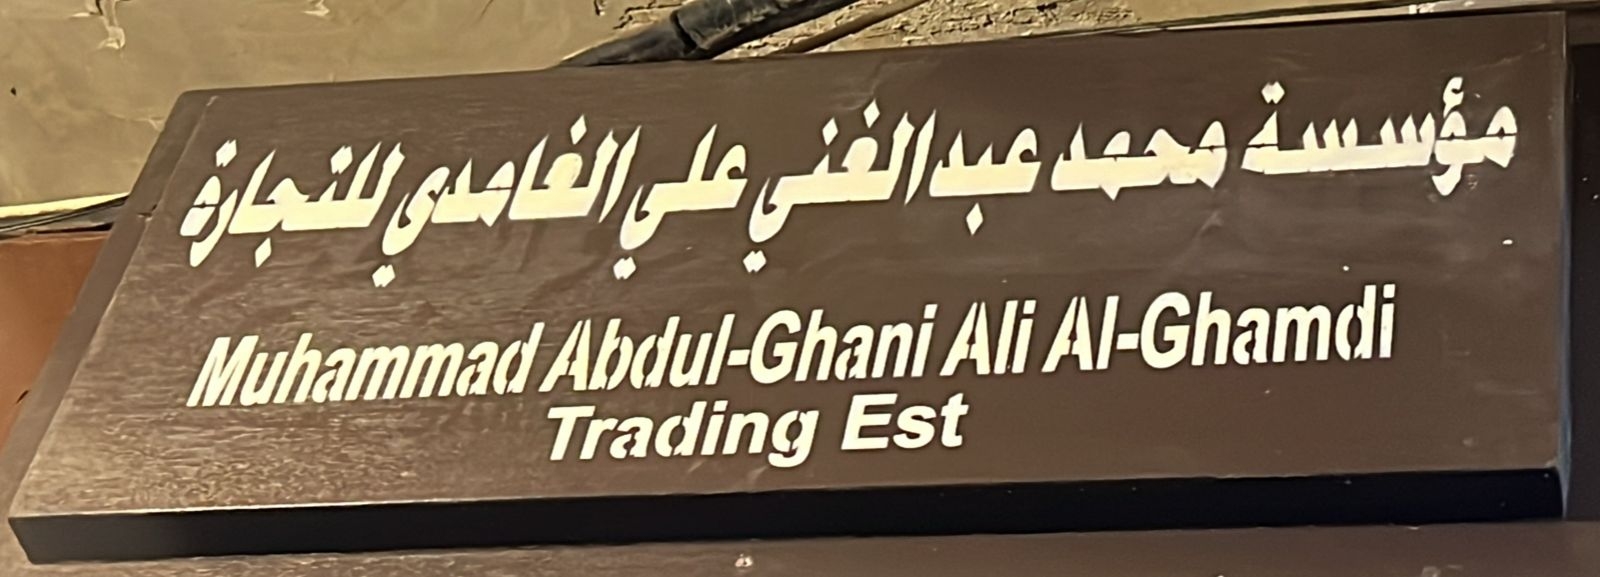 مؤسسة محمد عبدالغني علي الغامدي للتجارة
Muhammad Abdul-Ghani Ali Al-Ghamdi
Trading Est